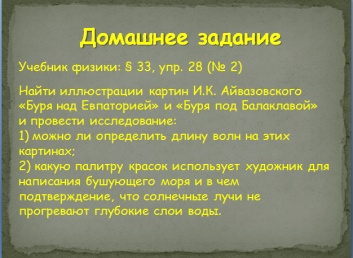 Домашнее задание
Учебник физики: § 33, упр. 28 (№ 2)
Найти иллюстрации картин И.К. Айвазовского
«Буря над Евпаторией» и «Буря под Балаклавой»
и провести исследование:
1) можно ли определить длину волн на этих
картинах;
2) какую палитру красок использует художник для
написания бушующего моря и в чем
подтверждение, что солнечные лучи не
прогревают глубокие слои воды.